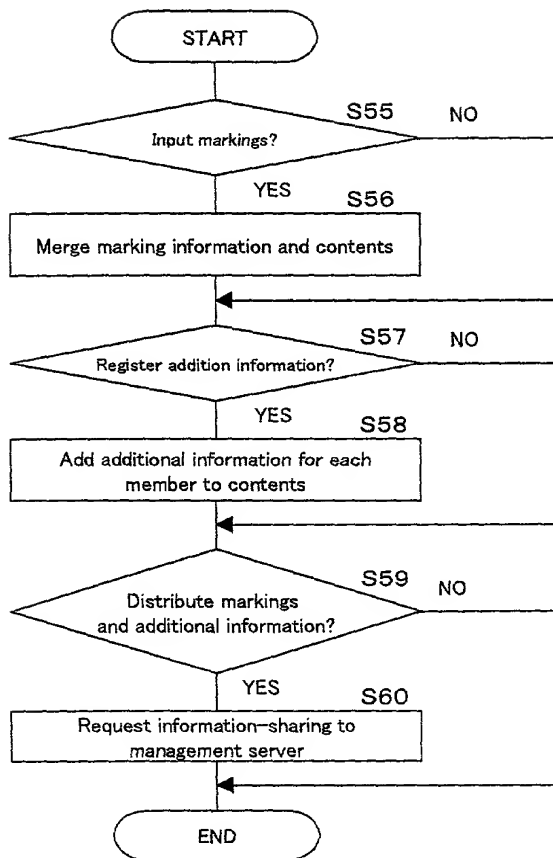 START
S55
NO
Input markings?
YES
S56
Merge marking information and contents
S57
NO
Register addition information?
YES
S58
Add additional information for each
member to contents
S59
NO
Distribute markings
and additional information?
YES
S60
Request information-sharing to
management server
END